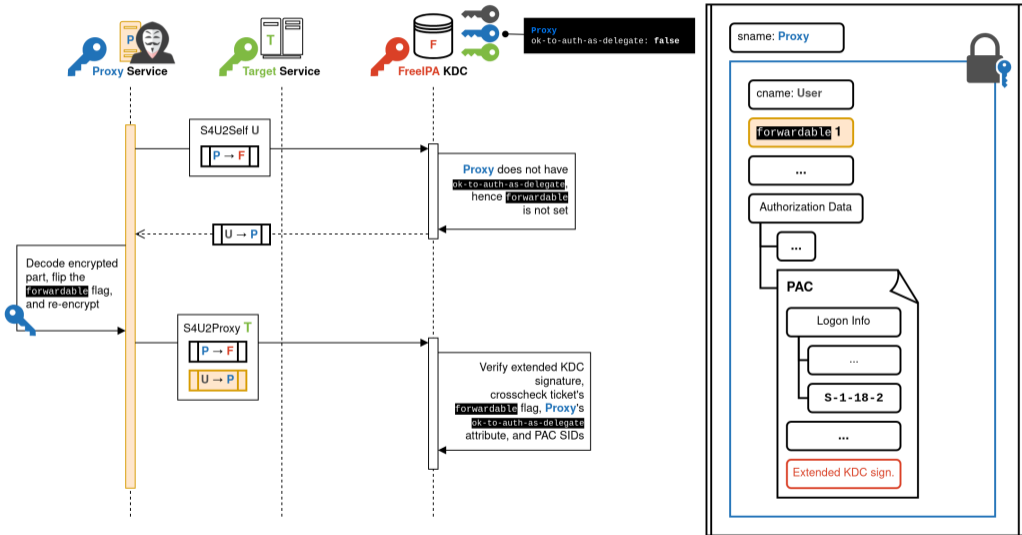 P
T
F
Proxy Service
Target Service
FreeIPA KDC
Proxy
ok-to-auth-as-delegate: false
S4U2Self U
P → F
Proxy does not have
ok-to-auth-as-delegate,
hence forwardable
is not set
U → P
Decode encrypted
part, flip the
forwardable flag,
and re-encrypt
S4U2Proxy T
P → F
U → P
Verify extended KDC
signature,
crosscheck ticket's
forwardable flag, Proxy's
ok-to-auth-as-delegate
attribute, and PAC SIDs
sname: Proxy
cname: User
forwardable 1
...
Authorization Data
...
PAC
Logon Info
...
S-1-18-2
...
Extended KDC sign.